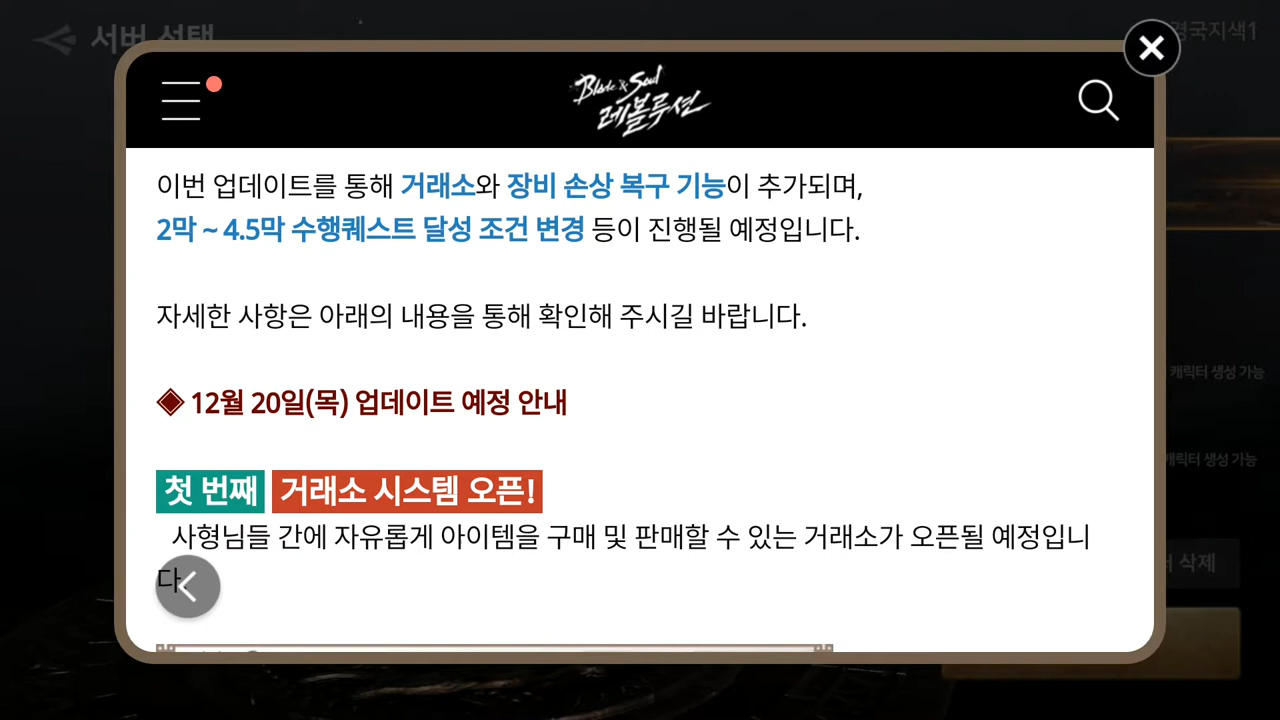 서버 선택
경국지색1
Blade & Soul
레볼루션
이번 업데이트를 통해 거래소와 장비 손상 복구 기능이 추가되며,
2막 ~ 4.5막 수행퀘스트 달성 조건 변경 등이 진행될 예정입니다.
자세한 사항은 아래의 내용을 통해 확인해 주시길 바랍니다.
캐릭터 생성 가능
◈ 12월 20일(목) 업데이트 예정 안내
캐릭터 생성 가능
첫 번째 거래소 시스템 오픈!
사형님들 간에 자유롭게 아이템을 구매 및 판매할 수 있는 거래소가 오픈될 예정입니
다.
삭제